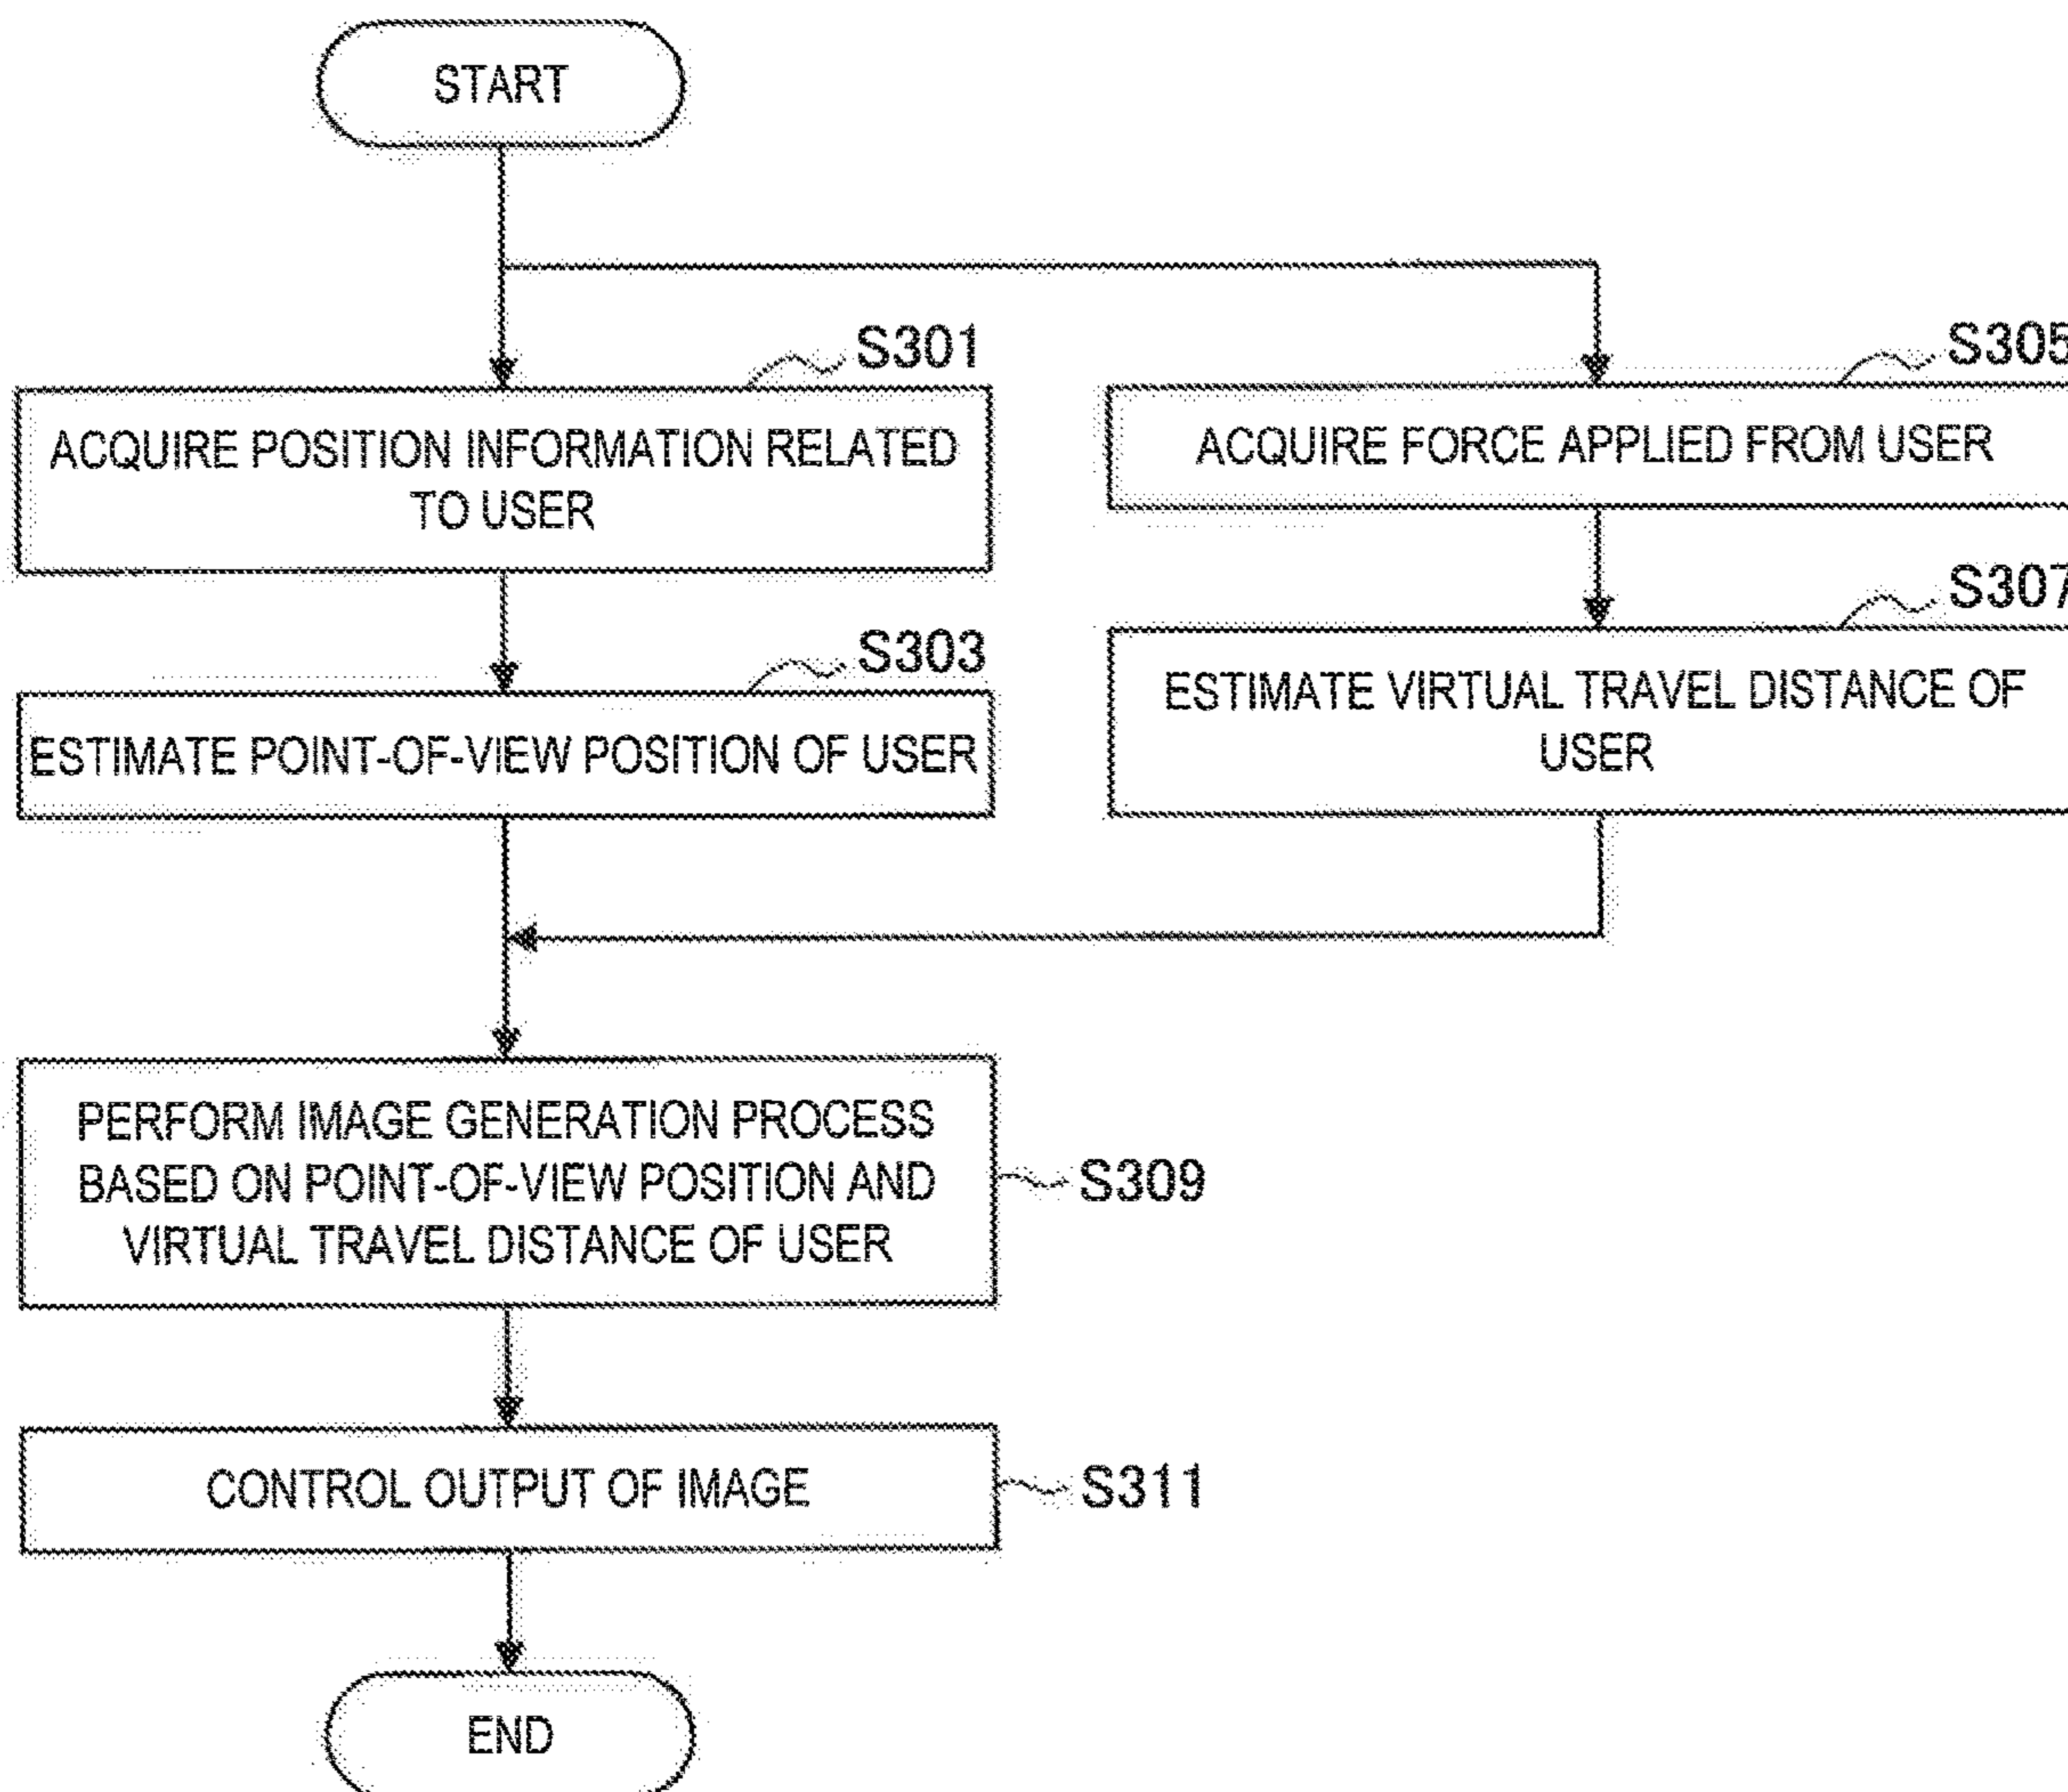 START
S301
ACQUIRE POSITION INFORMATION RELATED
TO USER
S303
ESTIMATE POINT-OF-VIEW POSITION OF USER
S305
ACQUIRE FORCE APPLIED FROM USER
S307
ESTIMATE VIRTUAL TRAVEL DISTANCE OF
USER
PERFORM IMAGE GENERATION PROCESS
BASED ON POINT-OF-VIEW POSITION AND
VIRTUAL TRAVEL DISTANCE OF USER
S309
CONTROL OUTPUT OF IMAGE
S311
END